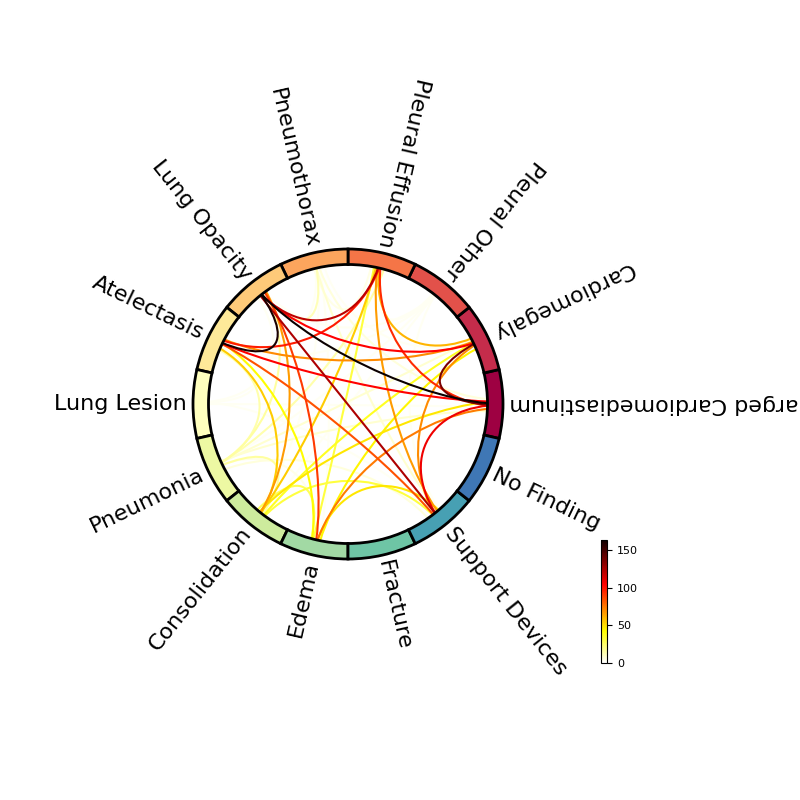 Pneumothorax
Pleural Effusion
Lung Opacity
Pleural Other
Atelectasis
Cardiomegaly
Lung Lesion
arged Cardiomediastinum
Pneumonia
No Finding
Consolidation
Edema
Fracture
Support Devices
150
100
50
0